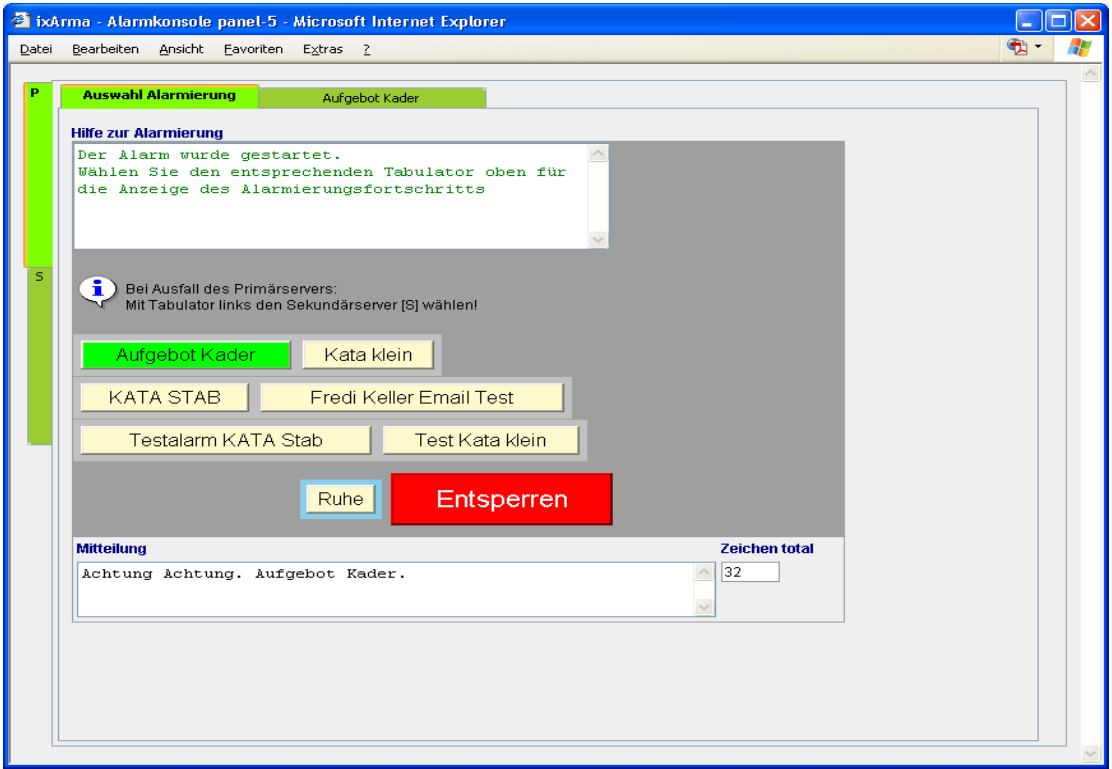 ixArma - Alarmkonsole panel-5 - Microsoft Internet Explorer
Datei Bearbeiten Ansicht Favoriten Extras ?
P
Auswahl Alarmierung Aufgebot Kader
Hilfe zur Alarmierung
Der Alarm wurde gestartet.
Wählen Sie den entsprechenden Tabulator oben für
die Anzeige des Alarmierungsfortschritts
S
i
Bei Ausfall des Primärservers:
Mit Tabulator links den Sekundärserver [S] wählen!
Aufgebot Kader Kata klein
KATA STAB Fredi Keller Email Test
Testalarm KATA Stab Test Kata klein
Ruhe Entsperren
Mitteilung Zeichen total
Achtung Achtung. Aufgebot Kader. 32